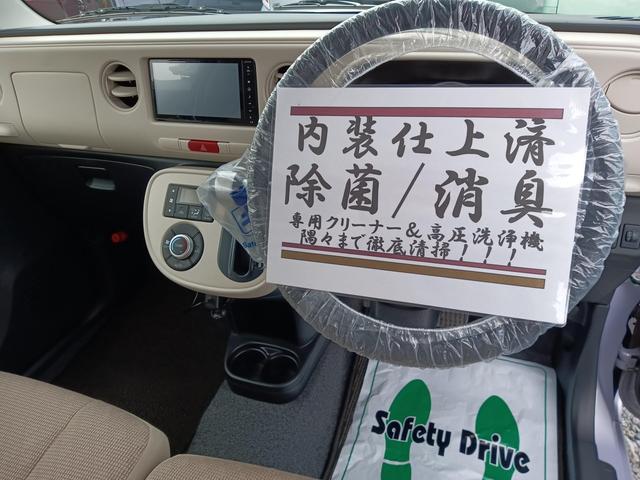 内装仕上済
除菌/消臭
専用クリーナー&高圧洗浄機
隅々まで徹底清掃!!!
Safety
Safety Drive